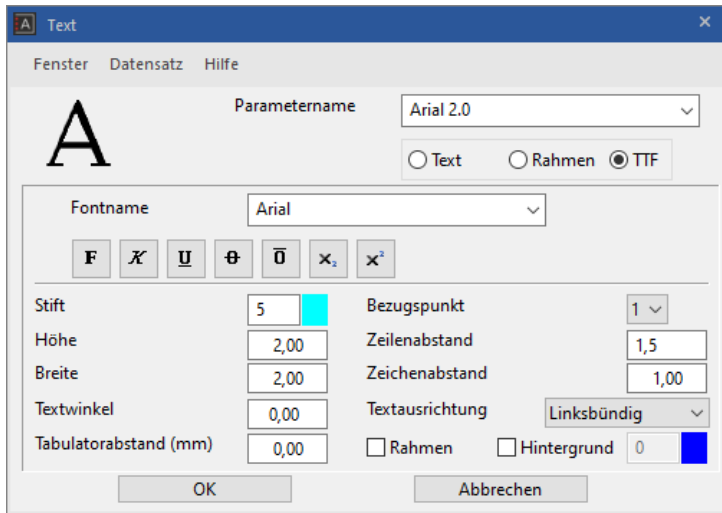 A Text
Fenster Datensatz Hilfe
A
Parametername Arial 2.0
Text Rahmen TTF
Fontname Arial
F K U O O x₂ x²
Stift 5 Bezugspunkt 1
Höhe 2,00 Zeilenabstand 1,5
Breite 2,00 Zeichenabstand 1,00
Textwinkel 0,00 Textausrichtung Linksbündig
Tabulatorabstand (mm) 0,00 Rahmen Hintergrund 0
OK Abbrechen